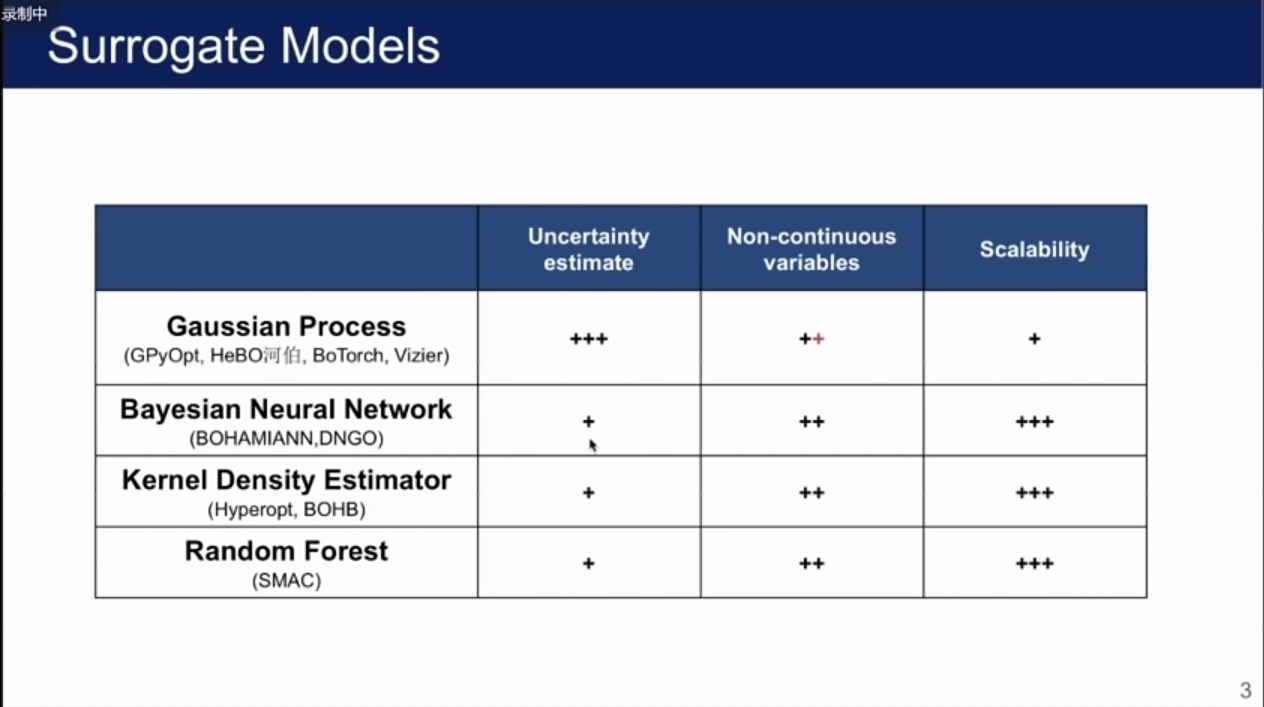 录制中
Surrogate Models
Uncertainty
estimate
Non-continuous
variables
Scalability
Gaussian Process
(GPyOpt, HeBO河伯, BoTorch, Vizier)
+++
++
+
Bayesian Neural Network
(BOHAMIANN,DNGO)
+
++
+++
Kernel Density Estimator
(Hyperopt, BOHB)
+
++
+++
Random Forest
(SMAC)
+
++
+++
3